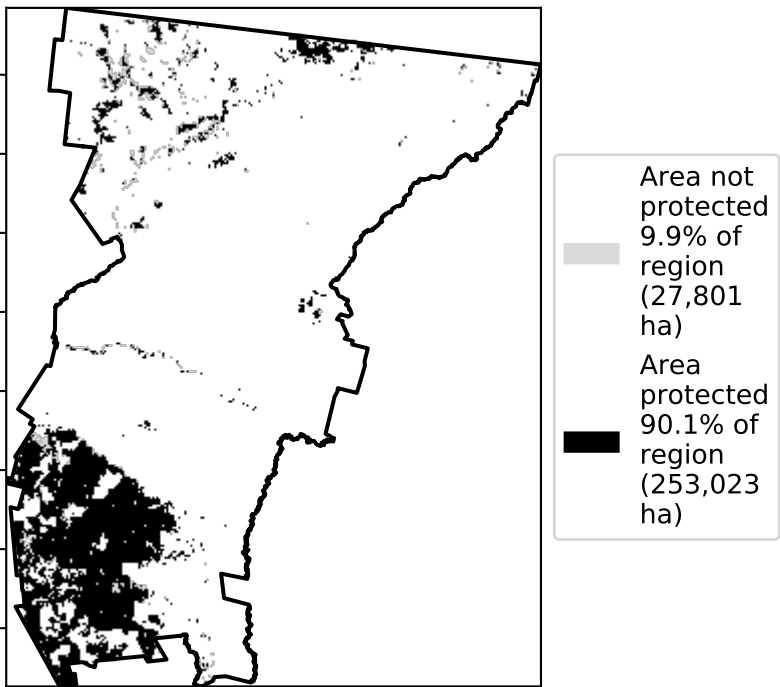 Area not
protected
9.9% of
region
(27,801
ha)
Area
protected
90.1% of
region
(253,023
ha)